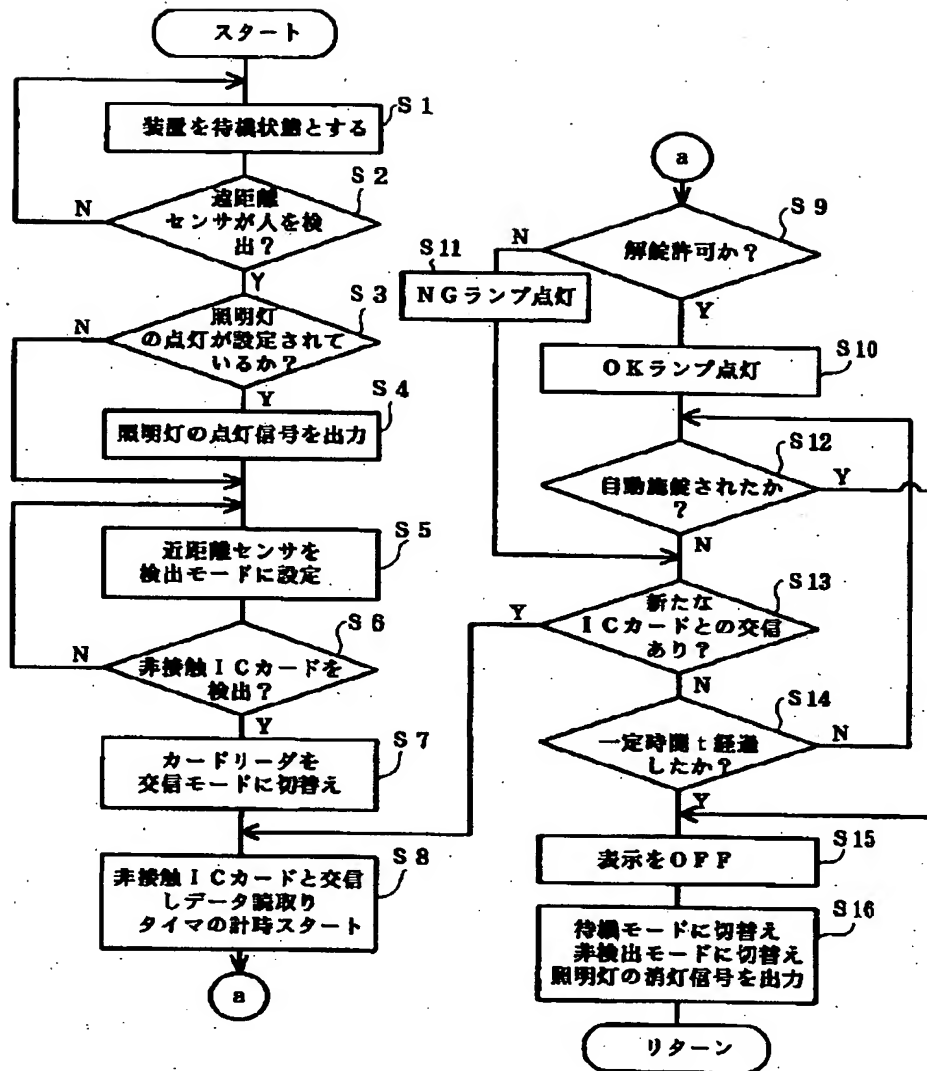 スタート
S1
装置を待機状態とする
S2
遠距離
センサが人を検
出?
N
Y
S3
照明灯
の点灯が設定されて
いるか?
N
Y
S4
照明灯の点灯信号を出力
S5
近距離センサを
検出モードに設定
S6
非接触ICカードを
検出?
N
Y
S7
カードリーダを
交信モードに切替え
S8
非接触ICカードと交信
しデータ読取り
タイマの計時スタート
a
a
S9
解錠許可か?
N
Y
S11
NGランプ点灯
S10
OKランプ点灯
S12
自動施錠されたか
?
Y
N
S13
新たな
ICカードとの交信
あり?
Y
N
S14
一定時間t経過
したか?
N
Y
S15
表示をOFF
S16
待機モードに切替え
非検出モードに切替え
照明灯の消灯信号を出力
リターン